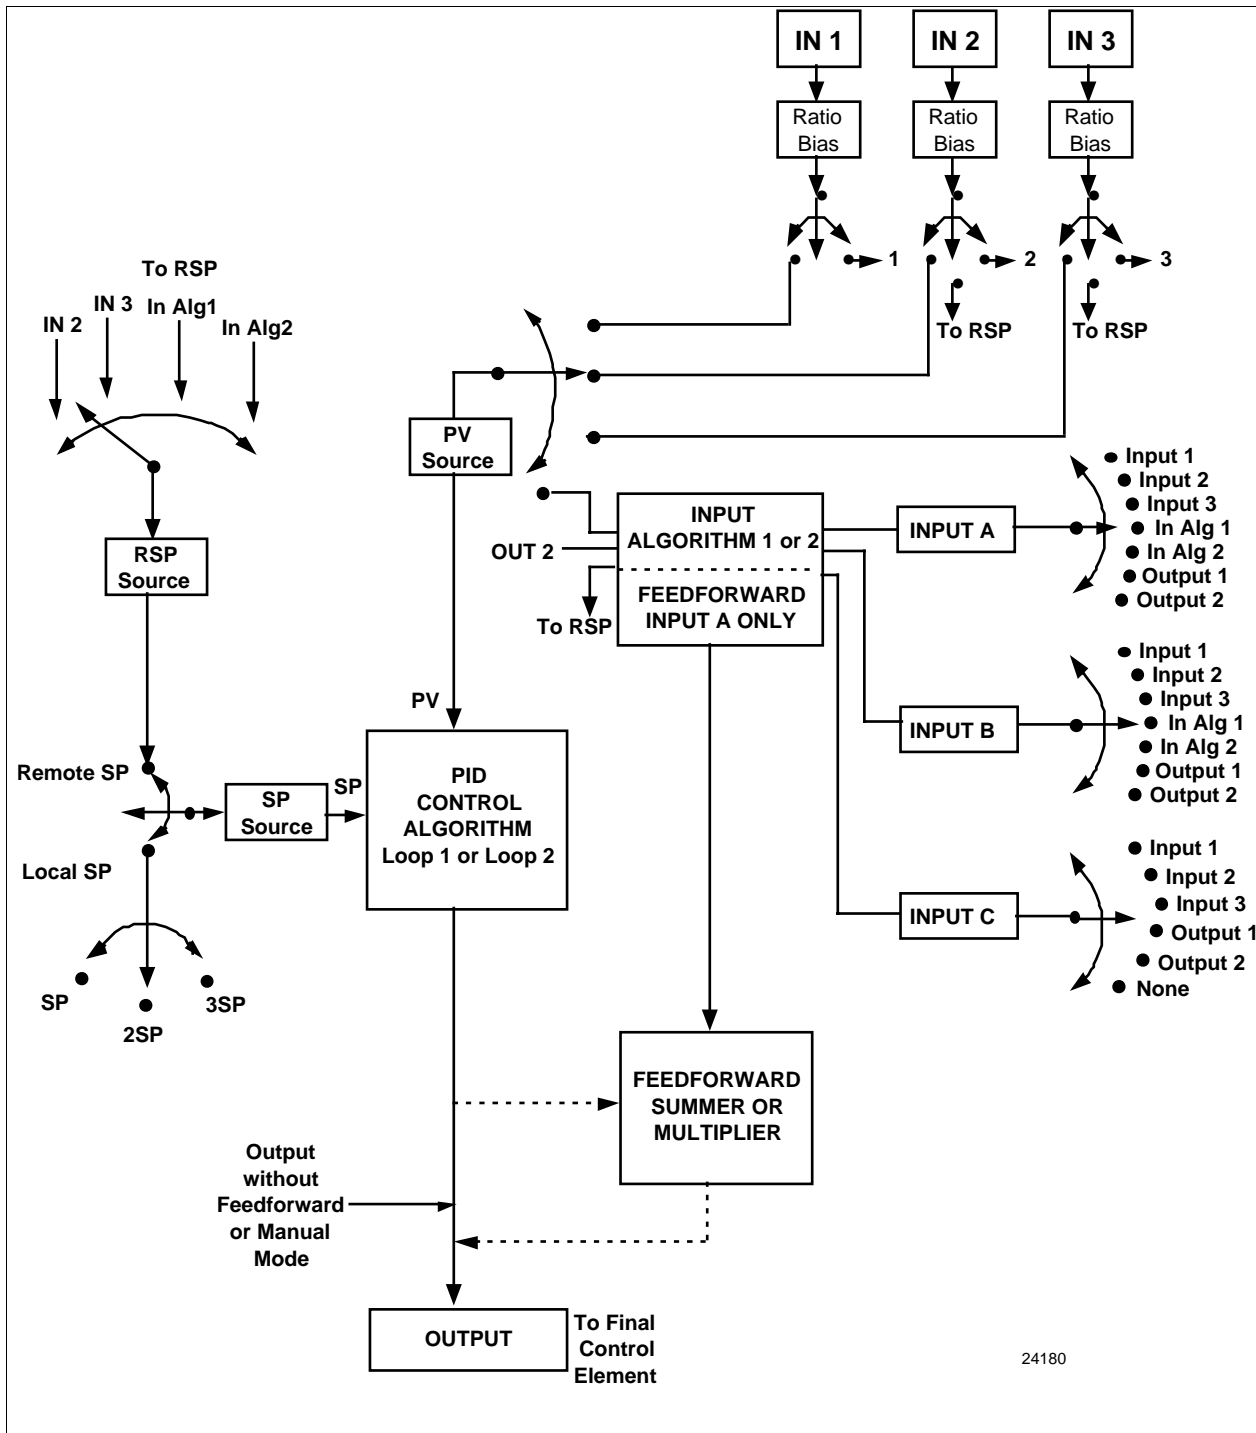 IN 1
IN 2
IN 3
Ratio
Bias
Ratio
Bias
Ratio
Bias
1
2
3
To RSP
To RSP
To RSP
IN 2
IN 3
In Alg1
In Alg2
PV
Source
RSP
Source
OUT 2
To RSP
INPUT
ALGORITHM 1 or 2
FEEDFORWARD
INPUT A ONLY
INPUT A
Input 1
Input 2
Input 3
In Alg 1
In Alg 2
Output 1
Output 2
INPUT B
Input 1
Input 2
Input 3
In Alg 1
In Alg 2
Output 1
Output 2
INPUT C
Input 1
Input 2
Input 3
Output 1
Output 2
None
PV
Remote SP
Local SP
SP
Source
SP
PID
CONTROL
ALGORITHM
Loop 1 or Loop 2
SP
2SP
3SP
FEEDFORWARD
SUMMER OR
MULTIPLIER
Output
without
Feedforward
or Manual
Mode
OUTPUT
To Final
Control
Element
24180